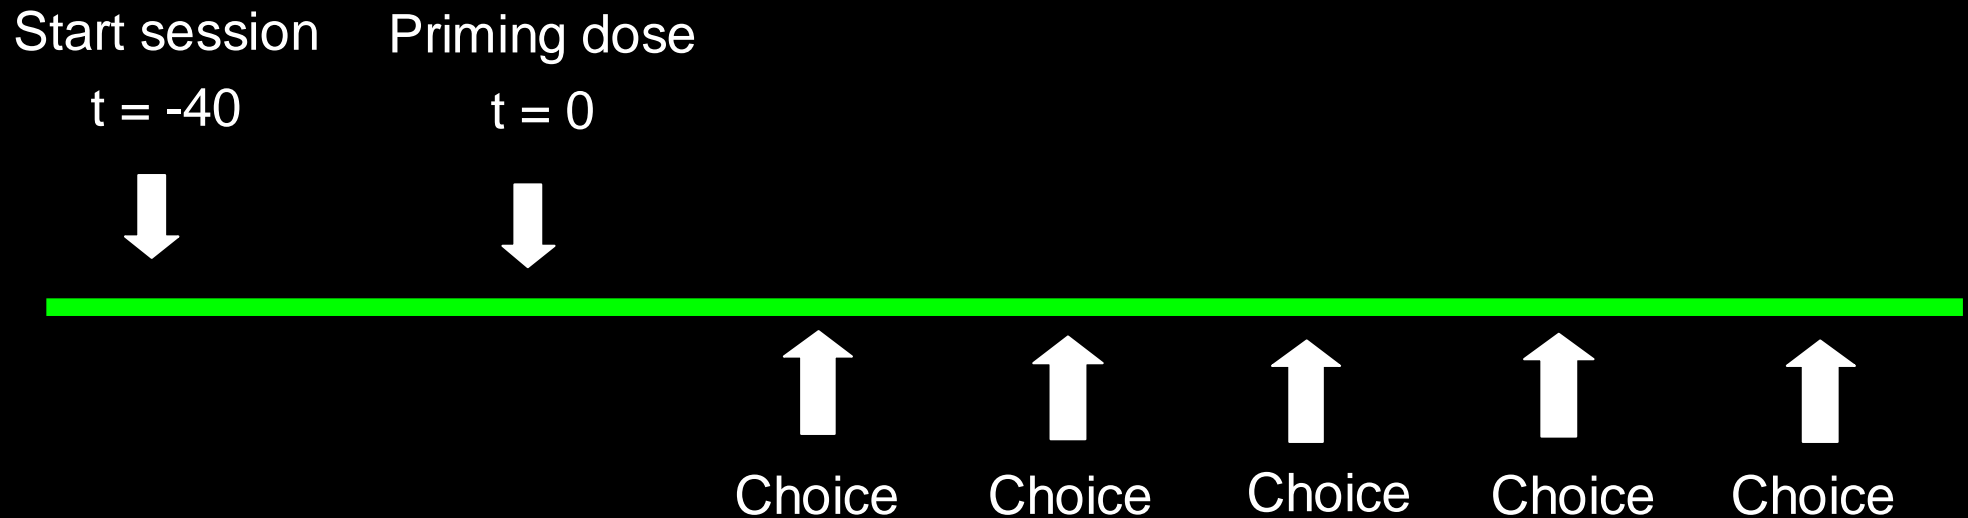 Start session
t = -40
Priming dose
t = 0
Choice
Choice
Choice
Choice
Choice